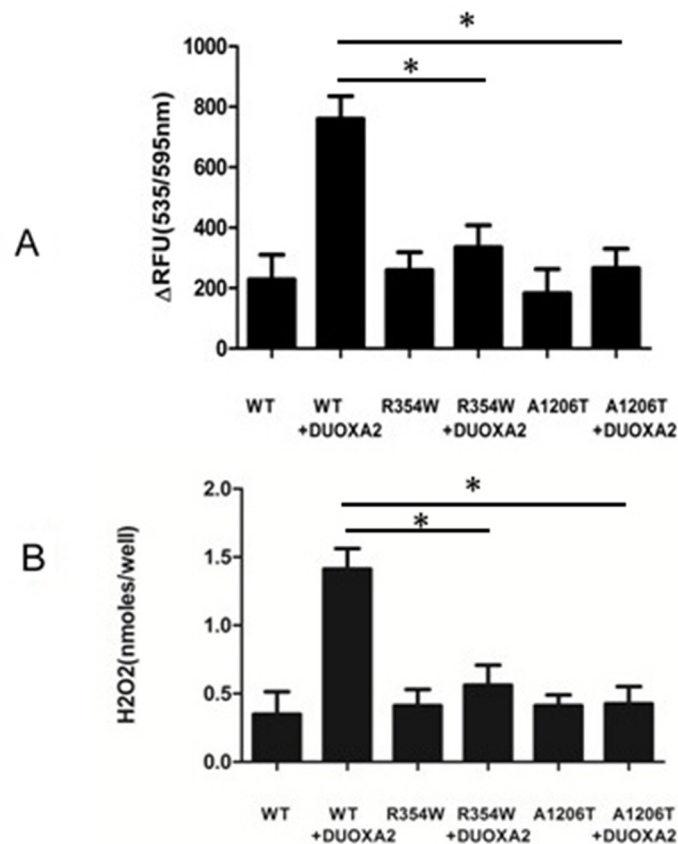 A
*
*
ΔRFU(535/595nm)
1000
800
600
400
200
0
WT WT R354W R354W A1206T A1206T
+DUOXA2 +DUOXA2 +DUOXA2
B
*
*
H2O2(nmoles/well)
2.0
1.5
1.0
0.5
0.0
WT WT R354W R354W A1206T A1206T
+DUOXA2 +DUOXA2 +DUOXA2